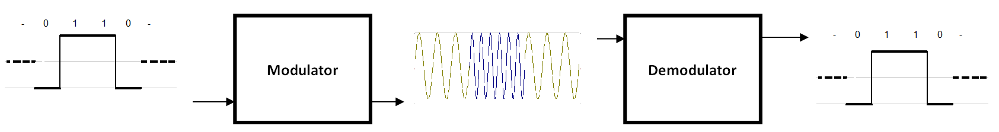 - 0 1 1 0 -
Modulator
Demodulator
- 0 1 1 0 -